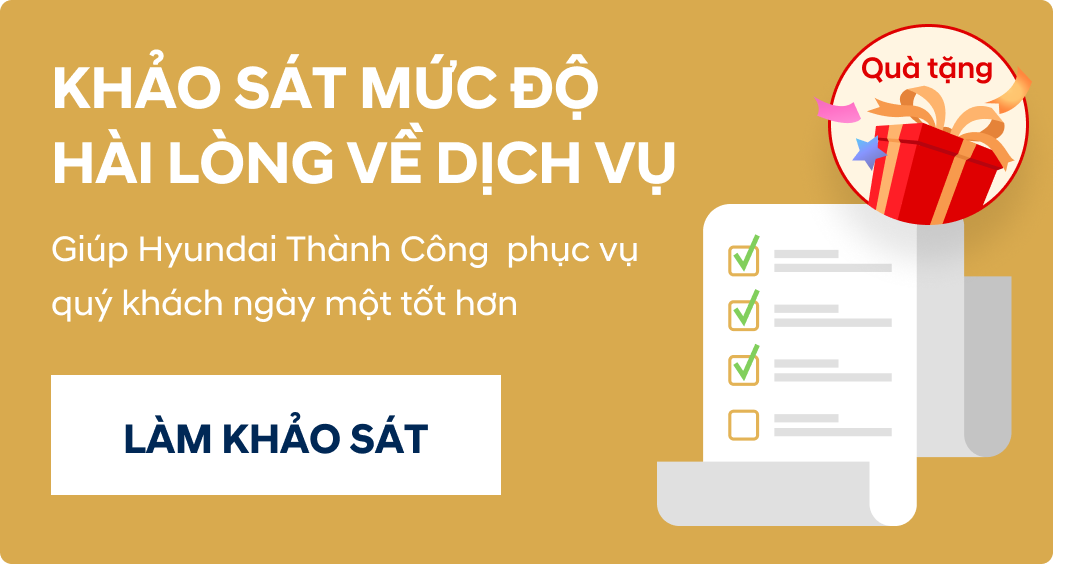 KHẢO SÁT MỨC ĐỘ
HÀI LÒNG VỀ DỊCH VỤ
Giúp Hyundai Thành Công phục vụ
quý khách ngày một tốt hơn
LÀM KHẢO SÁT
Quà tặng